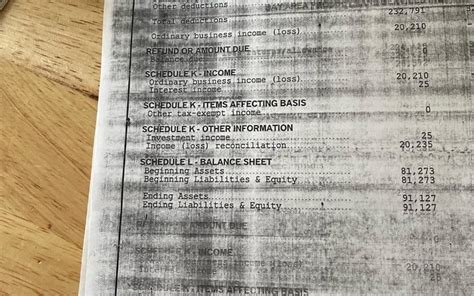 Other deductions
Total deductions 232,791
Ordinary business income (loss) 20,210
REFUND OR AMOUNT DUE
Balance due
SCHEDULE K - INCOME
Ordinary business income (loss) 20,210
Interest income 25
SCHEDULE K - ITEMS AFFECTING BASIS
Other tax-exempt income 0
SCHEDULE K - OTHER INFORMATION
Investment income 25
Income (loss) reconciliation 20,235
SCHEDULE L - BALANCE SHEET
Beginning Assets 81,273
Beginning Liabilities & Equity 81,273
Ending Assets 91,127
Ending Liabilities & Equity 91,127
AMOUNT DUE
K - INCOME
SCHEDULE K - ITEMS AFFECTING BASIS